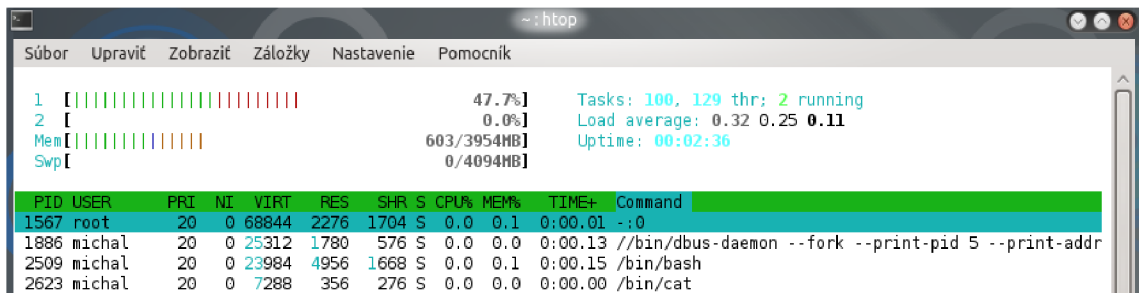 ~ : htop
Súbor Upraviť Zobraziť Záložky Nastavenie Pomocník
1 [||||||||||||||||||||||||| 47.7%] Tasks: 100, 129 thr; 2 running
2 [ 0.0%] Load average: 0.32 0.25 0.11
Mem[|||||||||||||| 603/3954MB] Uptime: 00:02:36
Swp[ 0/4094MB]
PID USER PRI NI VIRT RES SHR S CPU% MEM% TIME+ Command
1567 root 20 0 68844 2276 1704 S 0.0 0.1 0:00.01 -:0
1886 michal 20 0 25312 1780 576 S 0.0 0.0 0:00.13 //bin/dbus-daemon --fork --print-pid 5 --print-addr
2509 michal 20 0 23984 4956 1668 S 0.0 0.1 0:00.15 /bin/bash
2623 michal 20 0 7288 356 276 S 0.0 0.0 0:00.00 /bin/cat